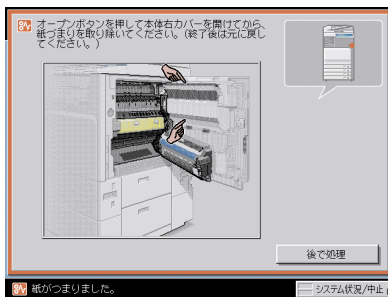 オープンボタンを押して本体右カバーを開けてから、
紙づまりを取り除いてください。(終了後は元に戻し
てください。)
後で処理
紙がつまりました。
システム状況/中止